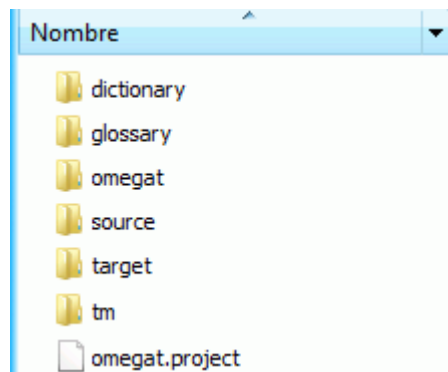 Nombre
dictionary
glossary
omegat
source
target
tm
omegat.project